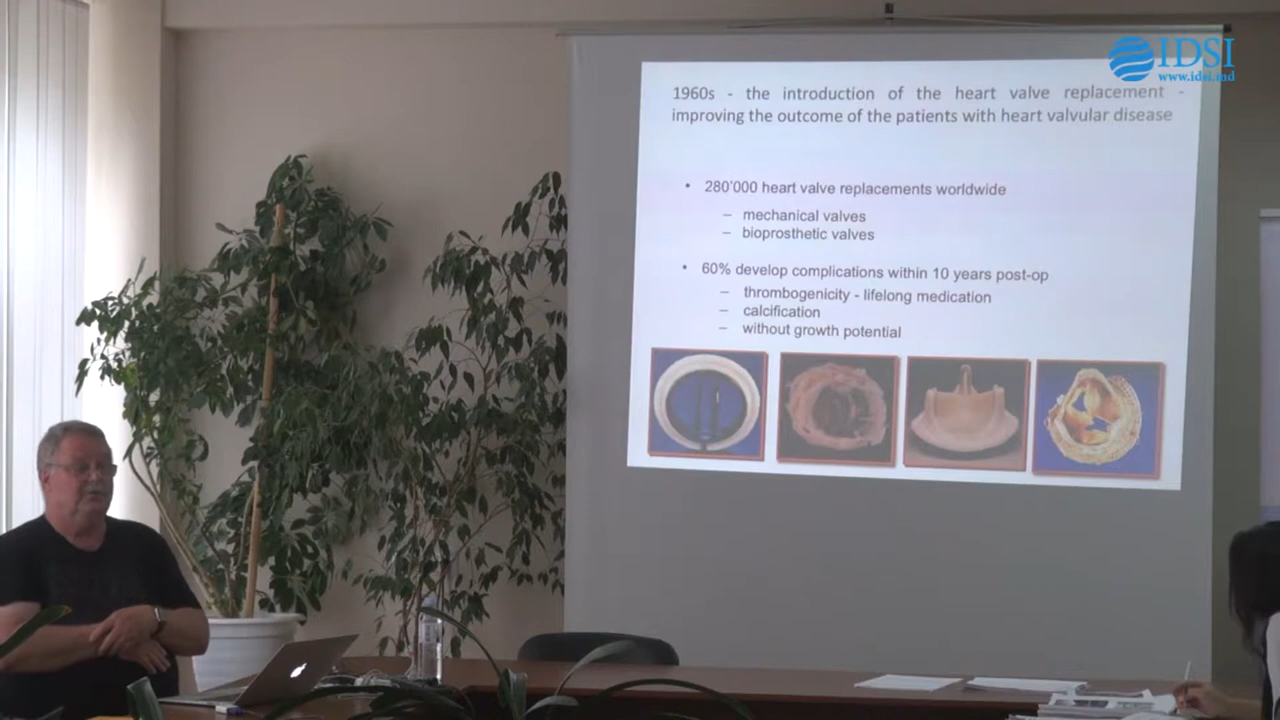 IDSI
www.idsi.md
1960s - the introduction of the heart valve replacement -
improving the outcome of the patients with heart valvular disease
• 280'000 heart valve replacements worldwide
– mechanical valves
– bioprosthetic valves
• 60% develop complications within 10 years post-op
– thrombogenicity - lifelong medication
– calcification
– without growth potential